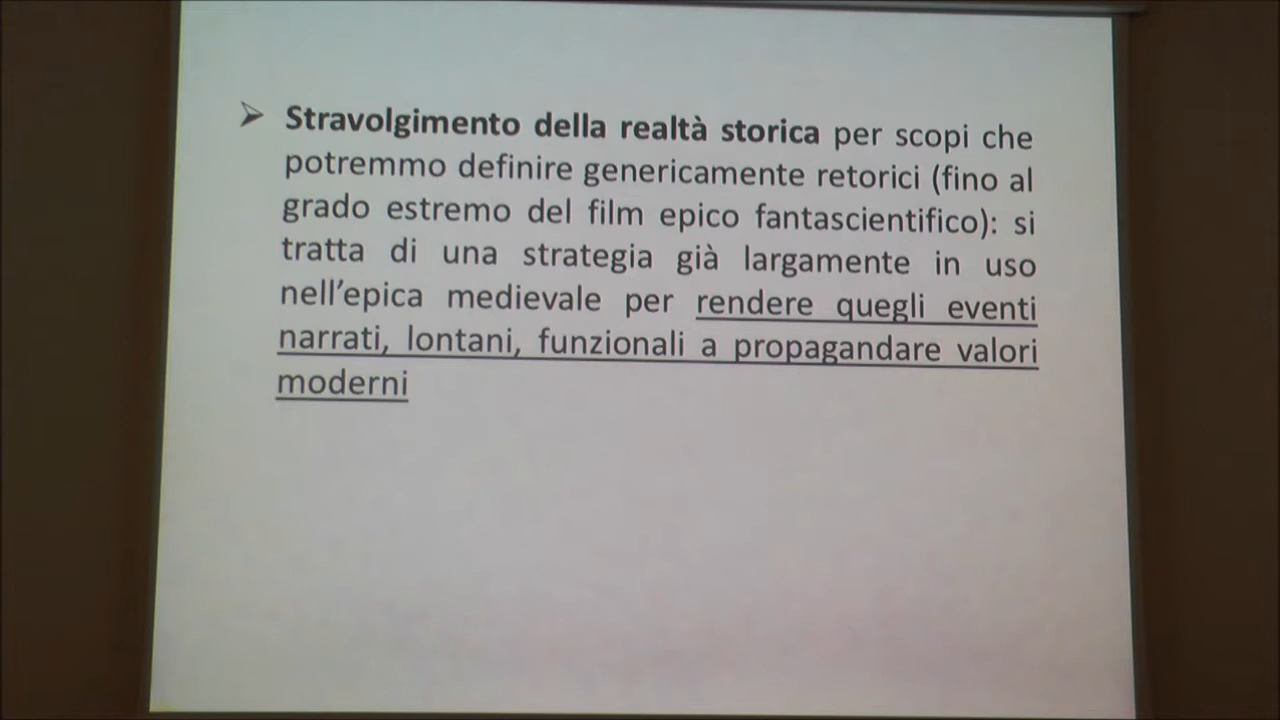 ➢ Stravolgimento della realtà storica per scopi che
potremmo definire genericamente retorici (fino al
grado estremo del film epico fantascientifico): si
tratta di una strategia già largamente in uso
nell'epica medievale per rendere quegli eventi
narrati, lontani, funzionali a propagandare valori
moderni